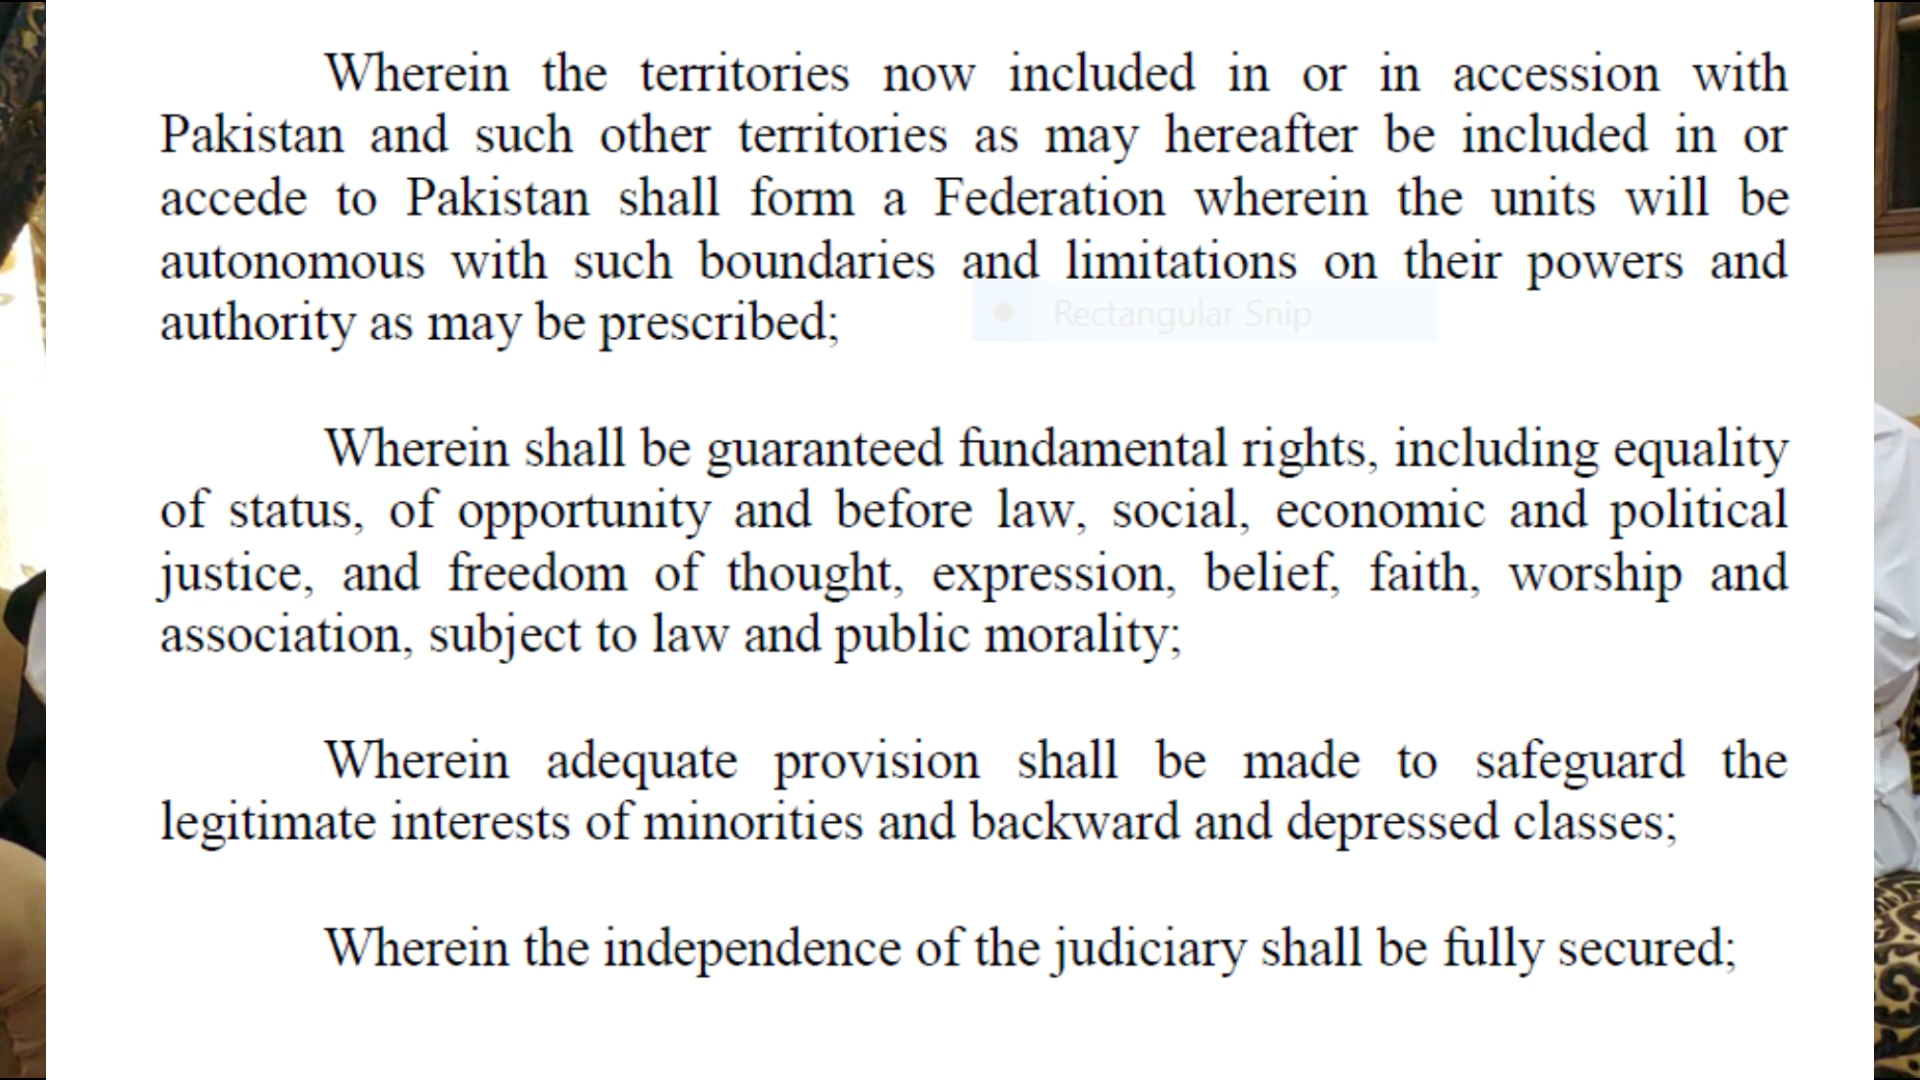 Wherein the territories now included in or in accession with
Pakistan and such other territories as may hereafter be included in or
accede to Pakistan shall form a Federation wherein the units will be
autonomous with such boundaries and limitations on their powers and
authority as may be prescribed;
Rectangular Snip
Wherein shall be guaranteed fundamental rights, including equality
of status, of opportunity and before law, social, economic and political
justice, and freedom of thought, expression, belief, faith, worship and
association, subject to law and public morality;
Wherein adequate provision shall be made to safeguard the
legitimate interests of minorities and backward and depressed classes;
Wherein the independence of the judiciary shall be fully secured;